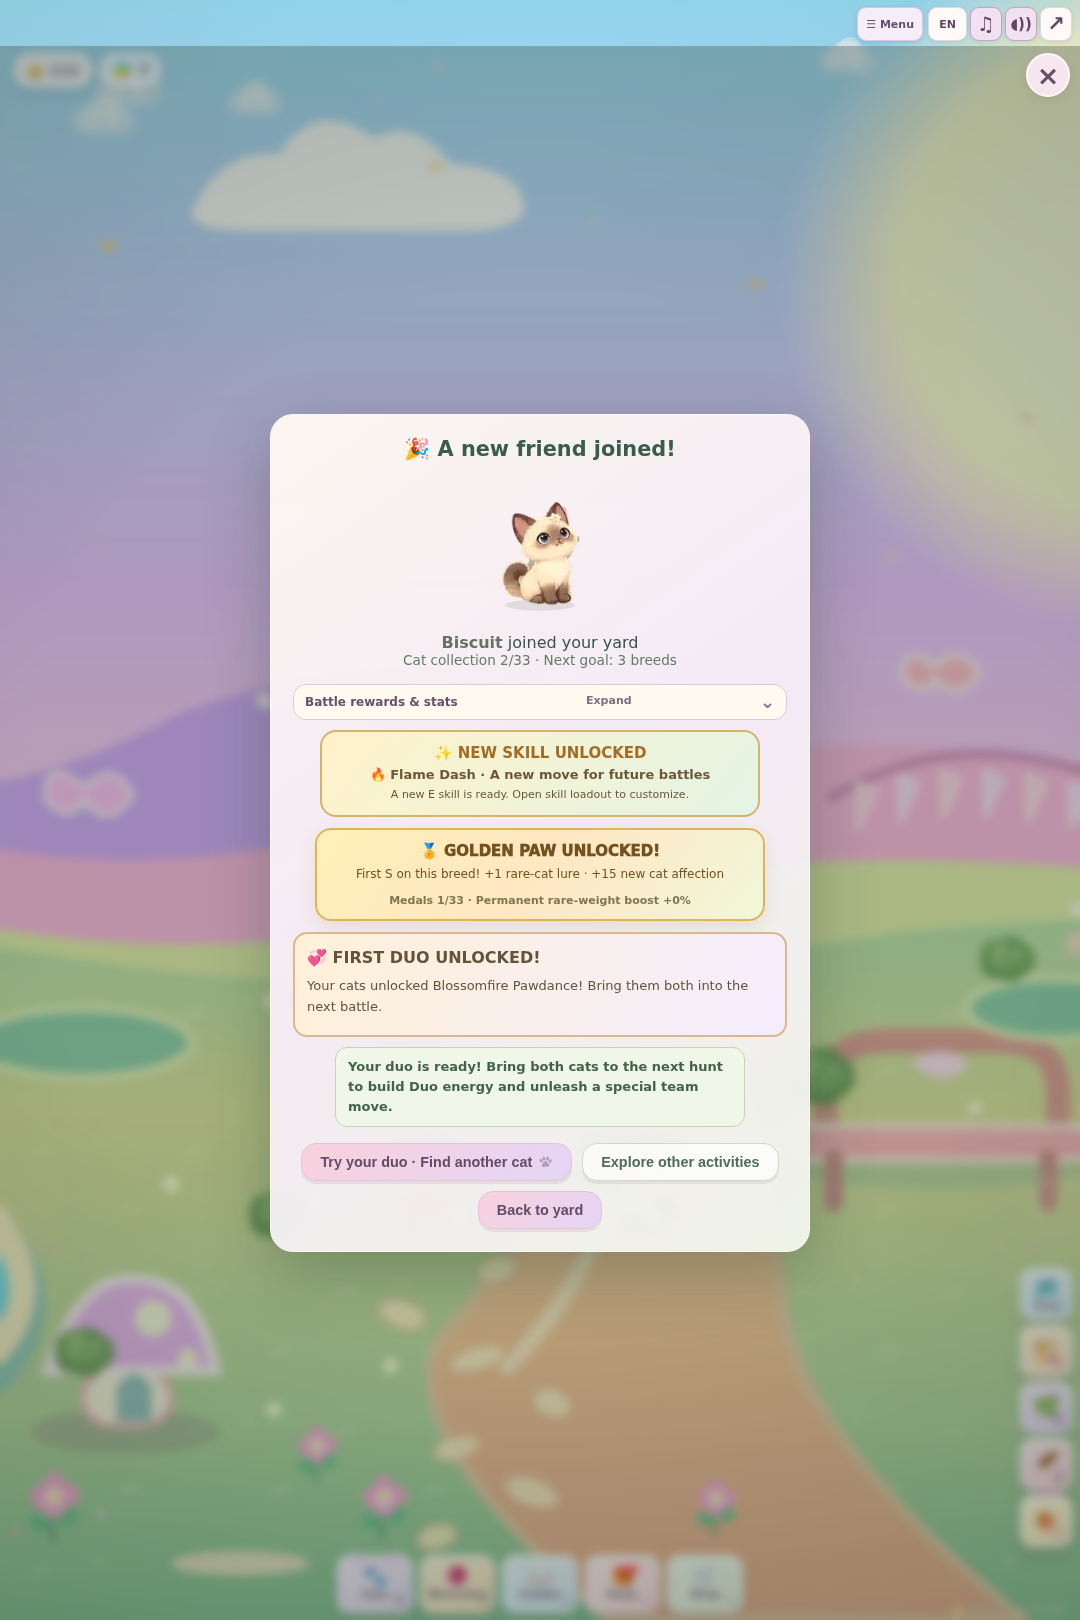 ☰ Menu
EN
🎉 A new friend joined!
Biscuit joined your yard
Cat collection 2/33 · Next goal: 3 breeds
Battle rewards & stats
Expand
✨ NEW SKILL UNLOCKED
🔥 Flame Dash · A new move for future battles
A new E skill is ready. Open skill loadout to customize.
🏅 GOLDEN PAW UNLOCKED!
First S on this breed! +1 rare-cat lure · +15 new cat affection
Medals 1/33 · Permanent rare-weight boost +0%
💞 FIRST DUO UNLOCKED!
Your cats unlocked Blossomfire Pawdance! Bring them both into the
next battle.
Your duo is ready! Bring both cats to the next hunt
to build Duo energy and unleash a special team
move.
Try your duo · Find another cat 🐾
Explore other activities
Back to yard